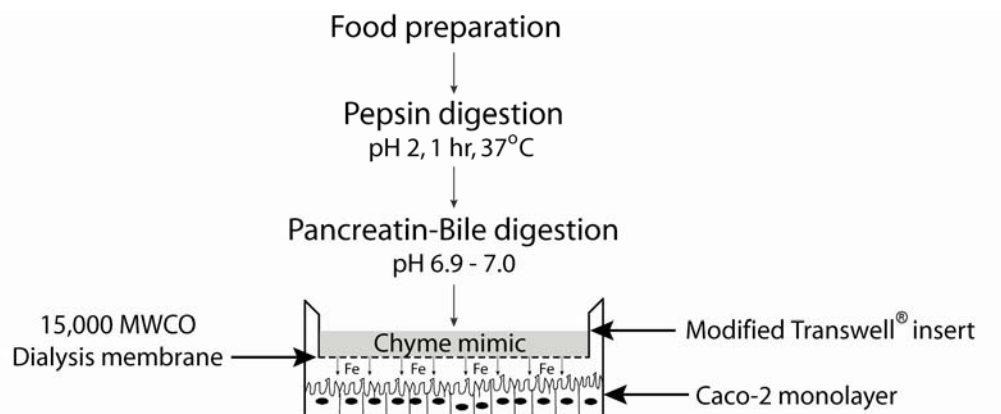 Food preparation
Pepsin digestion
pH 2, 1 hr, 37°C
Pancreatin-Bile digestion
pH 6.9 - 7.0
15,000 MWCO
Dialysis membrane
Chyme mimic
Modified Transwell® insert
Fe Fe Fe Fe
Caco-2 monolayer